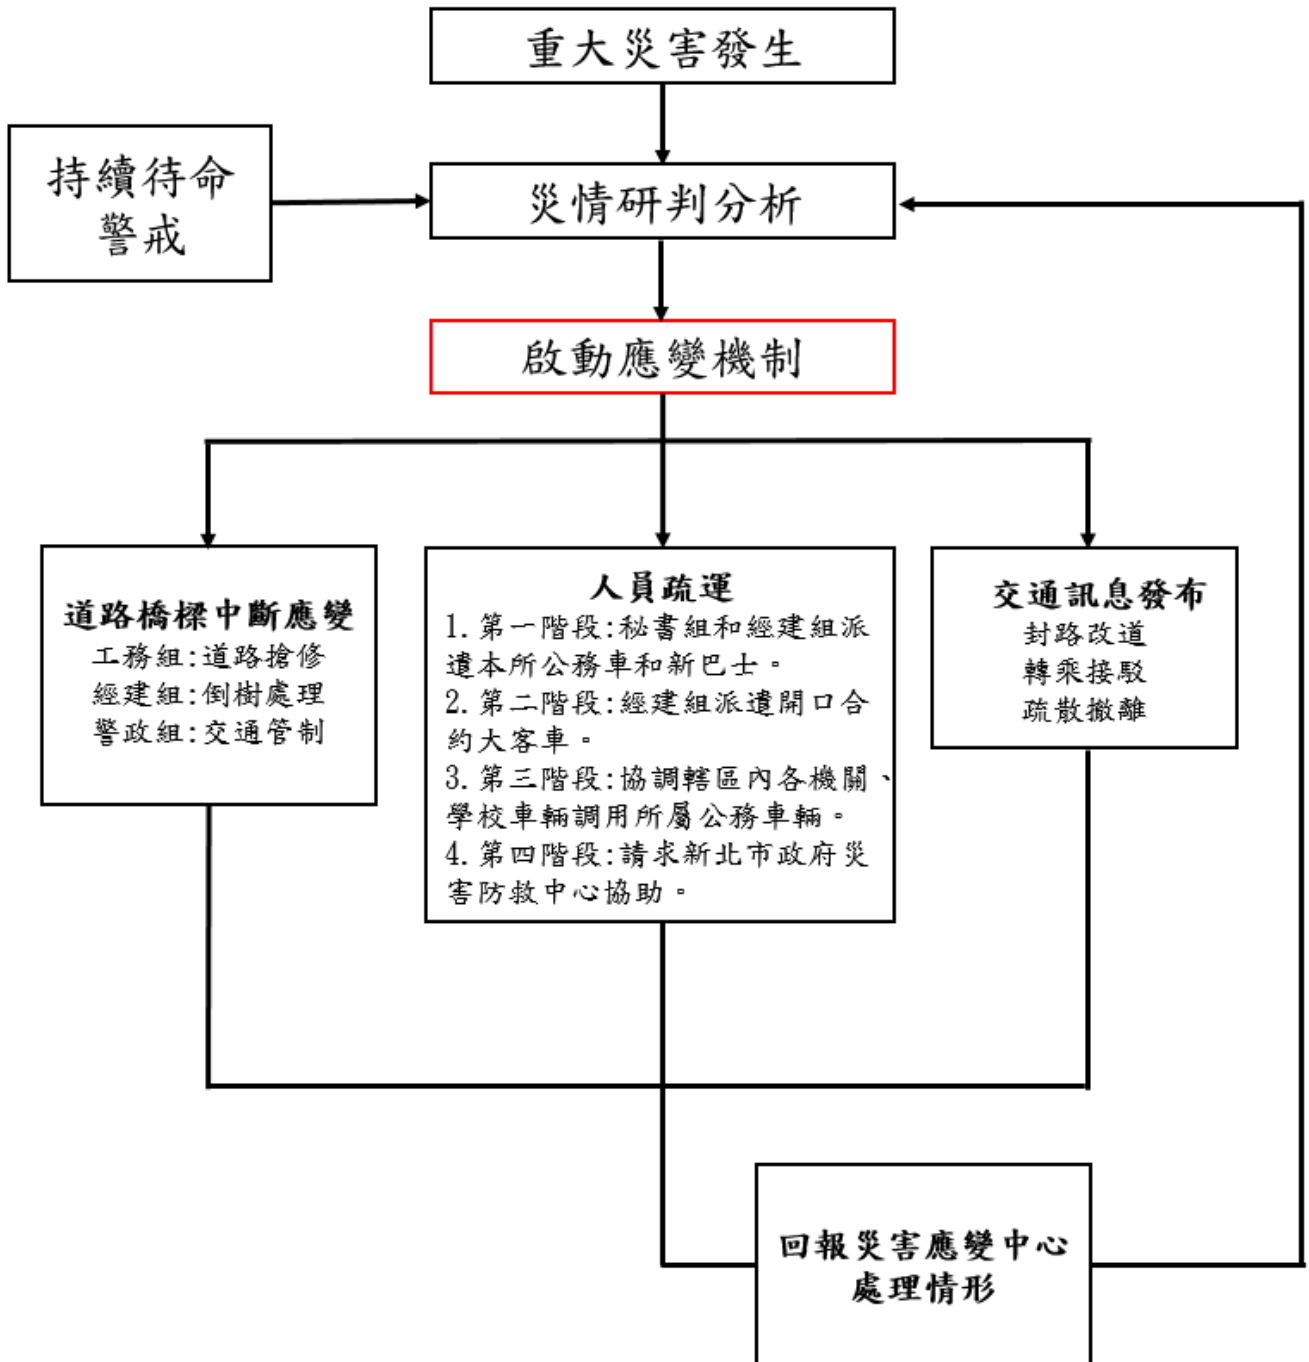 重大災害發生
持續待命
警戒
災情研判分析
啟動應變機制
道路橋樑中斷應變
工務組:道路搶修
經建組:倒樹處理
警政組:交通管制
人員疏運
1. 第一階段:秘書組和經建組派
遣本所公務車和新巴士。
2. 第二階段:經建組派遣開口合
約大客車。
3. 第三階段:協調轄區內各機關、
學校車輛調用所屬公務車輛。
4. 第四階段:請求新北市政府災
害防救中心協助。
交通訊息發布
封路改道
轉乘接駁
疏散撤離
回報災害應變中心
處理情形